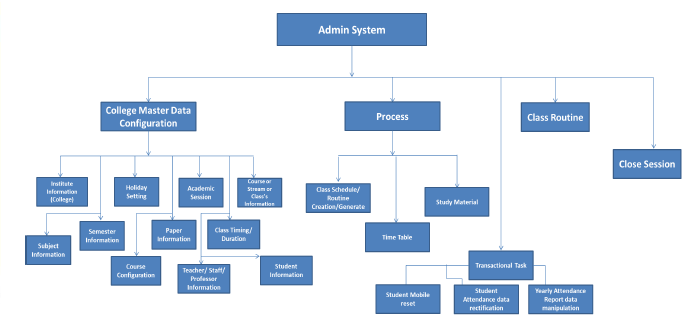 Admin System
College Master Data
Configuration
Process
Class Routine
Close Session
Institute
Information
(College)
Holiday
Setting
Academic
Session
Course or
Stream or
Class's
Information
Subject
Information
Semester
Information
Paper
Information
Class Timing/
Duration
Course
Configuration
Teacher/ Staff/
Professor
Information
Student
Information
Class Schedule/
Routine
Creation/Generate
Study Material
Time Table
Transactional Task
Student Mobile
reset
Student
Attendance data
rectification
Yearly Attendance
Report data
manipulation